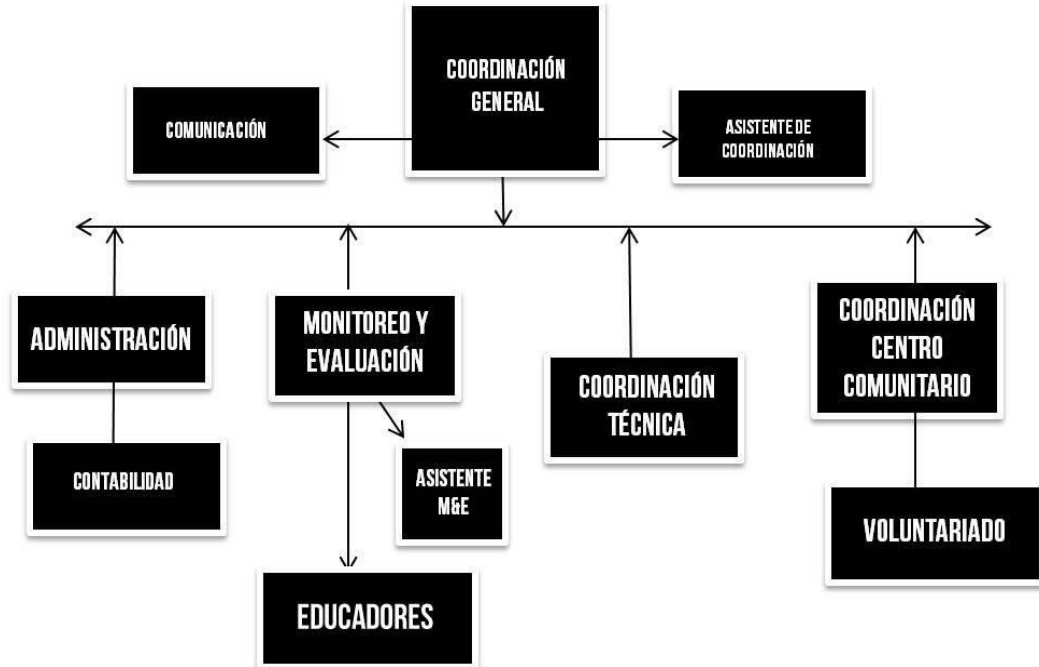 COORDINACIÓN
GENERAL
COMUNICACIÓN
ASISTENTE DE
COORDINACIÓN
ADMINISTRACIÓN
MONITOREO Y
EVALUACIÓN
COORDINACIÓN
TÉCNICA
COORDINACIÓN
CENTRO
COMUNITARIO
CONTABILIDAD
ASISTENTE
M&E
VOLUNTARIADO
EDUCADORES